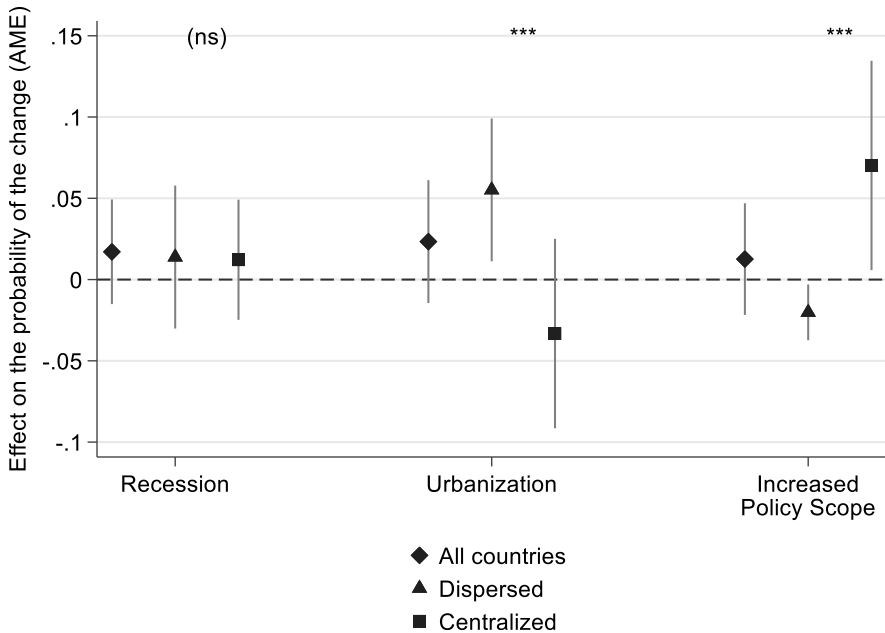 Effect on the probability of the change (AME)
.15
.1
.05
0
-.05
-.1
(ns)
***
***
Recession
Urbanization
Increased
Policy Scope
All countries
Dispersed
Centralized